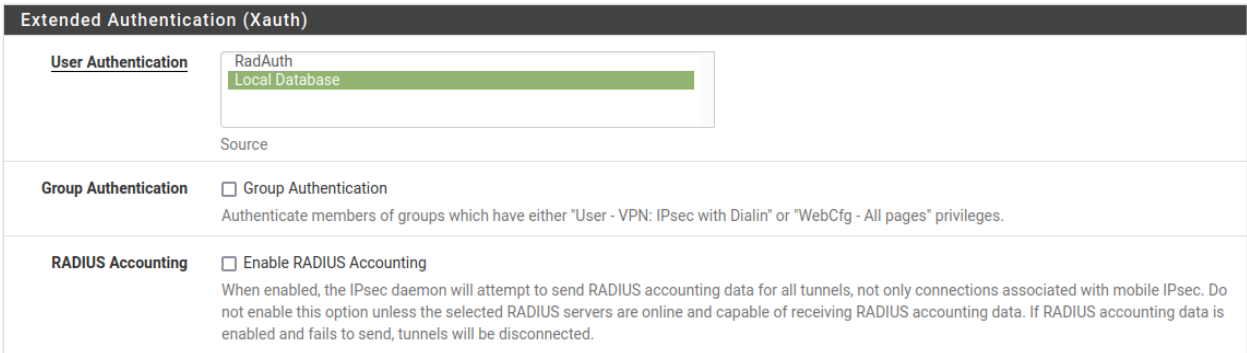 Extended Authentication (Xauth)
User Authentication
RadAuth
Local Database
Source
Group Authentication
Group Authentication
Authenticate members of groups which have either "User - VPN: IPsec with Dialin" or "WebCfg - All pages" privileges.
RADIUS Accounting
Enable RADIUS Accounting
When enabled, the IPsec daemon will attempt to send RADIUS accounting data for all tunnels, not only connections associated with mobile IPsec. Do
not enable this option unless the selected RADIUS servers are online and capable of receiving RADIUS accounting data. If RADIUS accounting data is
enabled and fails to send, tunnels will be disconnected.